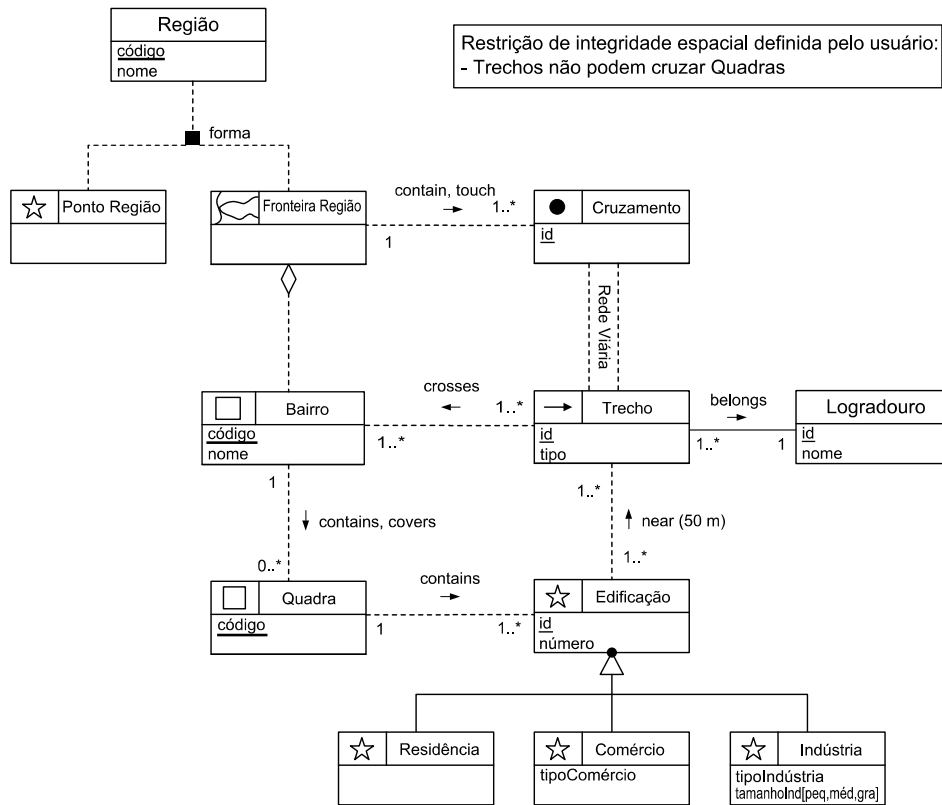 Região
código
nome
Restrição de integridade espacial definida pelo usuário:
- Trechos não podem cruzar Quadras
forma
Ponto Região
Fronteira Região
contain, touch
1
1..*
Cruzamento
id
Rede Viária
Bairro
código
nome
crosses
1..*
1..*
Trecho
id
tipo
belongs
1..*
1
Logradouro
id
nome
1
contains, covers
0..*
1..*
near (50 m)
1..*
Quadra
código
contains
1
1..*
Edificação
id
número
Residência
Comércio
tipoComércio
Indústria
tipoIndústria
tamanhoInd[peq,méd,gra]